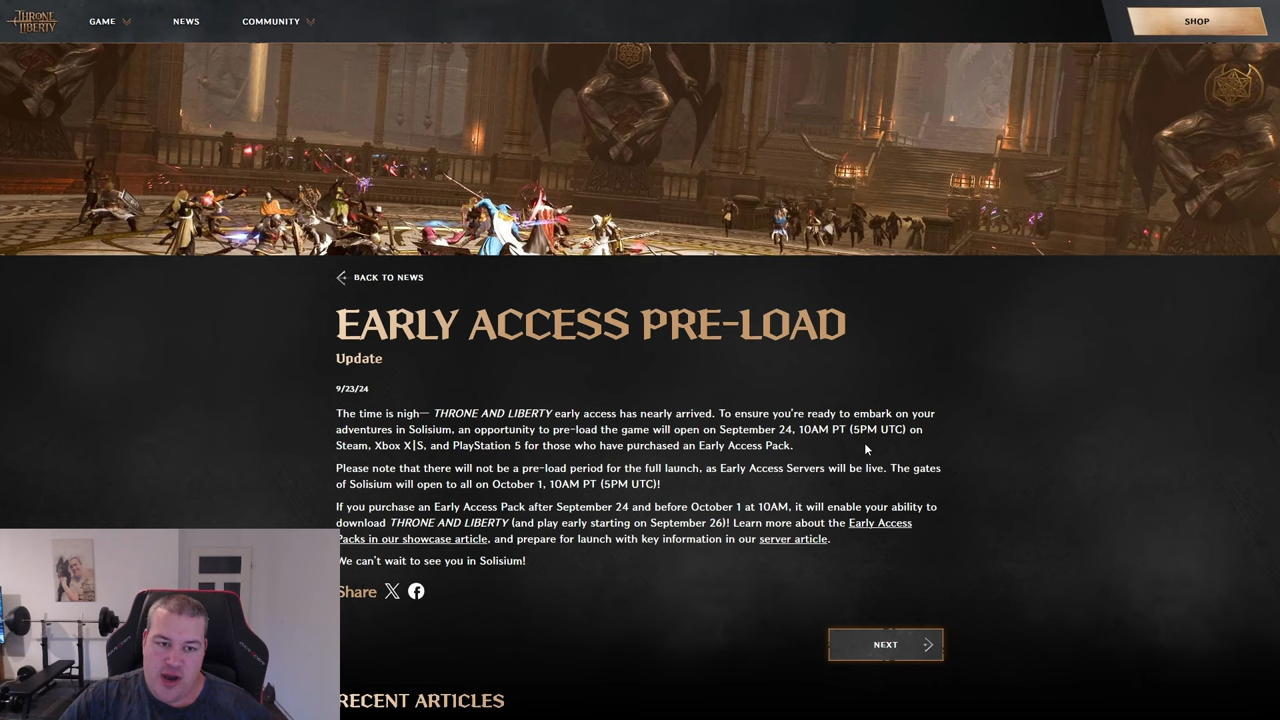 THRONE
LIBERTY
GAME
NEWS
COMMUNITY
SHOP
BACK TO NEWS
EARLY ACCESS PRE-LOAD
Update
9/23/24
The time is nigh— THRONE AND LIBERTY early access has nearly arrived. To ensure you're ready to embark on your
adventures in Solisium, an opportunity to pre-load the game will open on September 24, 10AM PT (5PM UTC) on
Steam, Xbox X|S, and PlayStation 5 for those who have purchased an Early Access Pack.
Please note that there will not be a pre-load period for the full launch, as Early Access Servers will be live. The gates
of Solisium will open to all on October 1, 10AM PT (5PM UTC)!
If you purchase an Early Access Pack after September 24 and before October 1 at 10AM, it will enable your ability to
download THRONE AND LIBERTY (and play early starting on September 26)! Learn more about the Early Access
Packs in our showcase article, and prepare for launch with key information in our server article.
We can't wait to see you in Solisium!
Share
NEXT
RECENT ARTICLES